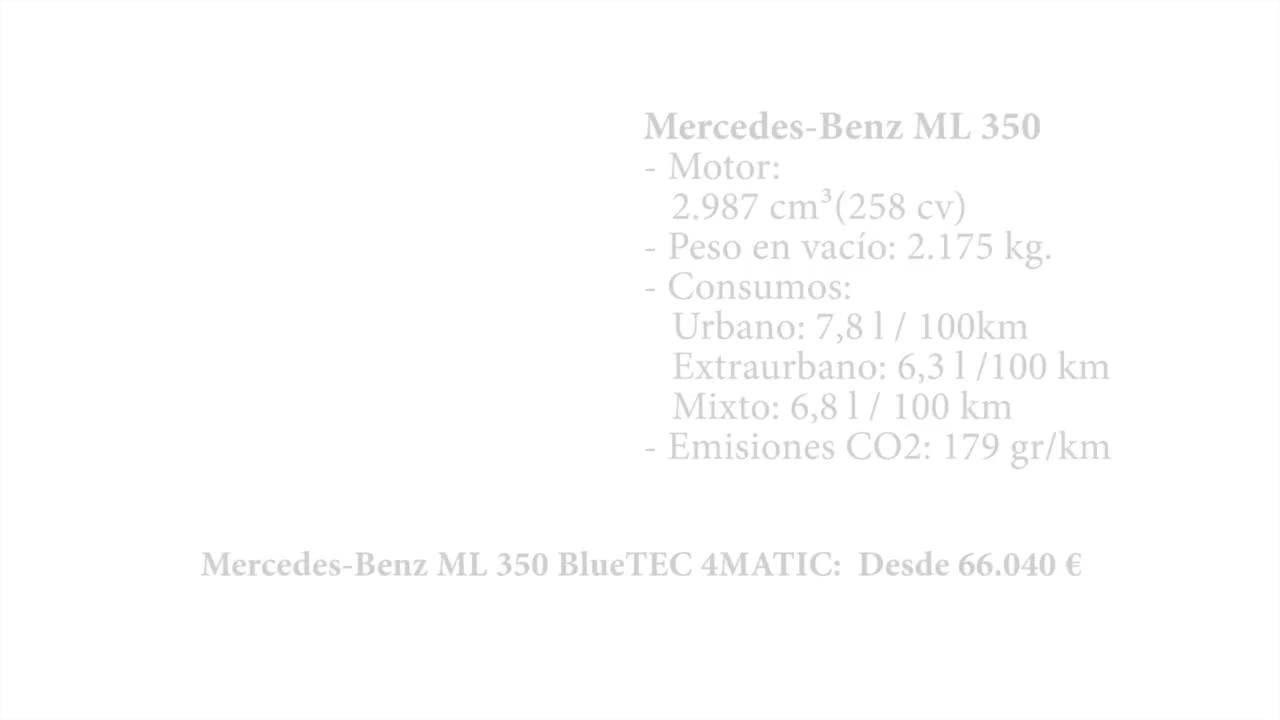 Mercedes-Benz ML 350
- Motor:
2.987 cm³(258 cv)
- Peso en vacío: 2.175 kg.
- Consumos:
Urbano: 7,8 l / 100km
Extraurbano: 6,3 l /100 km
Mixto: 6,8 l / 100 km
- Emisiones CO2: 179 gr/km
Mercedes-Benz ML 350 BlueTEC 4MATIC: Desde 66.040 €